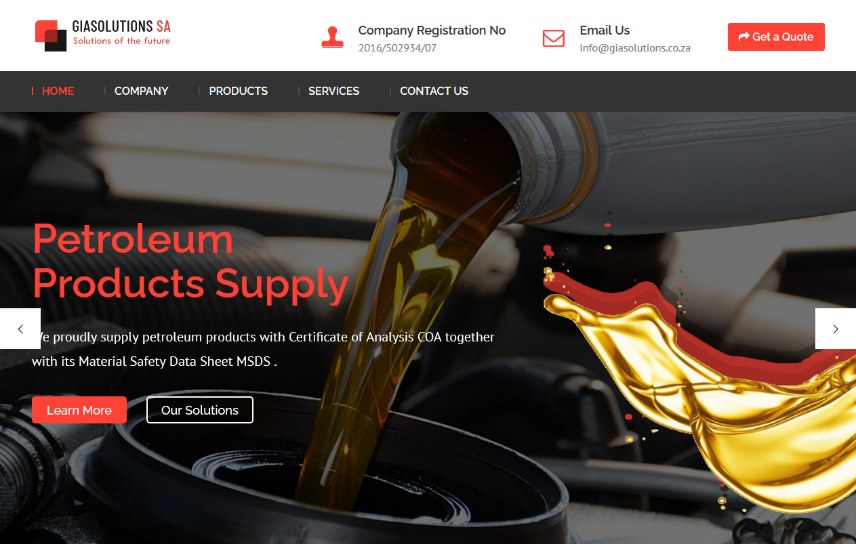 GIASOLUTIONS SA
Solutions of the future
Company Registration No
2016/502934/07
Email Us
info@giasolutions.co.za
Get a Quote
HOME
COMPANY
PRODUCTS
SERVICES
CONTACT US
Petroleum
Products Supply
We proudly supply petroleum products with Certificate of Analysis COA together
with its Material Safety Data Sheet MSDS .
Learn More
Our Solutions